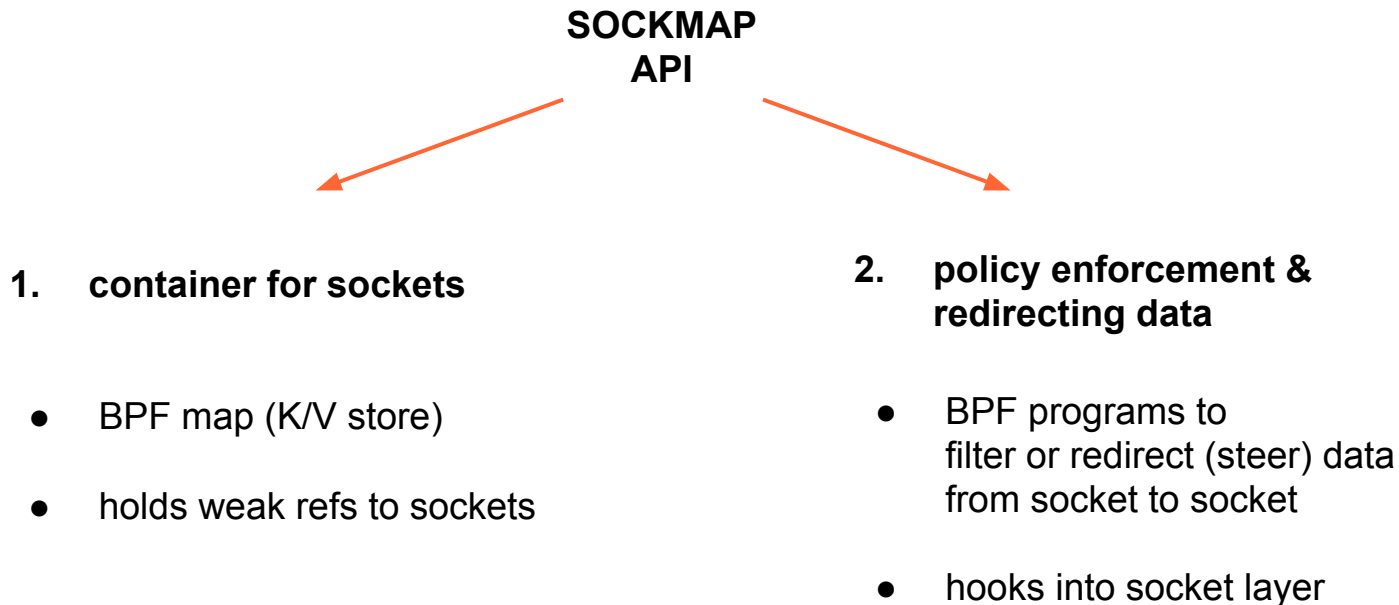 SOCKMAP
API
1. container for sockets
● BPF map (K/V store)
● holds weak refs to sockets
2. policy enforcement &
redirecting data
● BPF programs to
filter or redirect (steer) data
from socket to socket
● hooks into socket layer